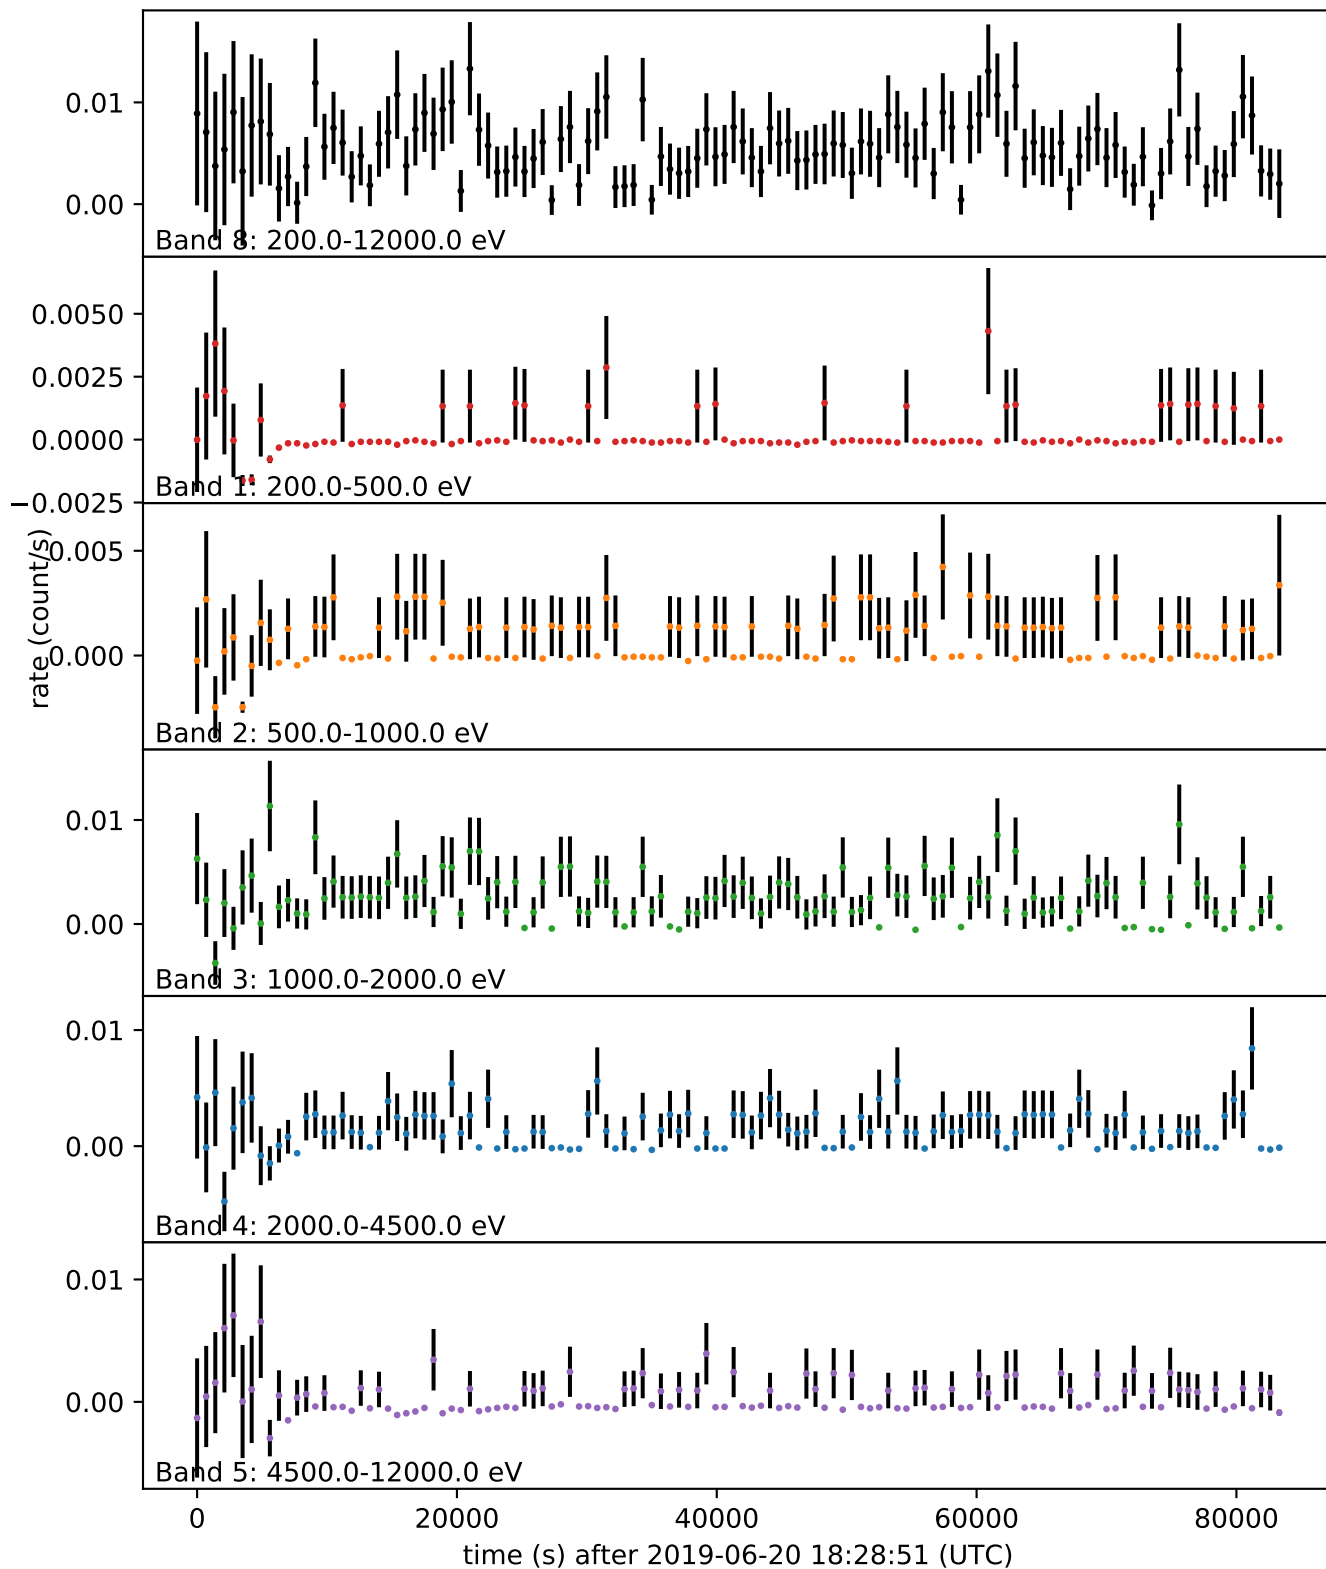 0.01
0.00
Band 8: 200.0-12000.0 eV
0.0050
0.0025
0.0000
−0.0025
Band 1: 200.0-500.0 eV
rate (count/s)
0.005
0.000
Band 2: 500.0-1000.0 eV
0.01
0.00
Band 3: 1000.0-2000.0 eV
0.01
0.00
Band 4: 2000.0-4500.0 eV
0.01
0.00
Band 5: 4500.0-12000.0 eV
0 20000 40000 60000 80000
time (s) after 2019-06-20 18:28:51 (UTC)